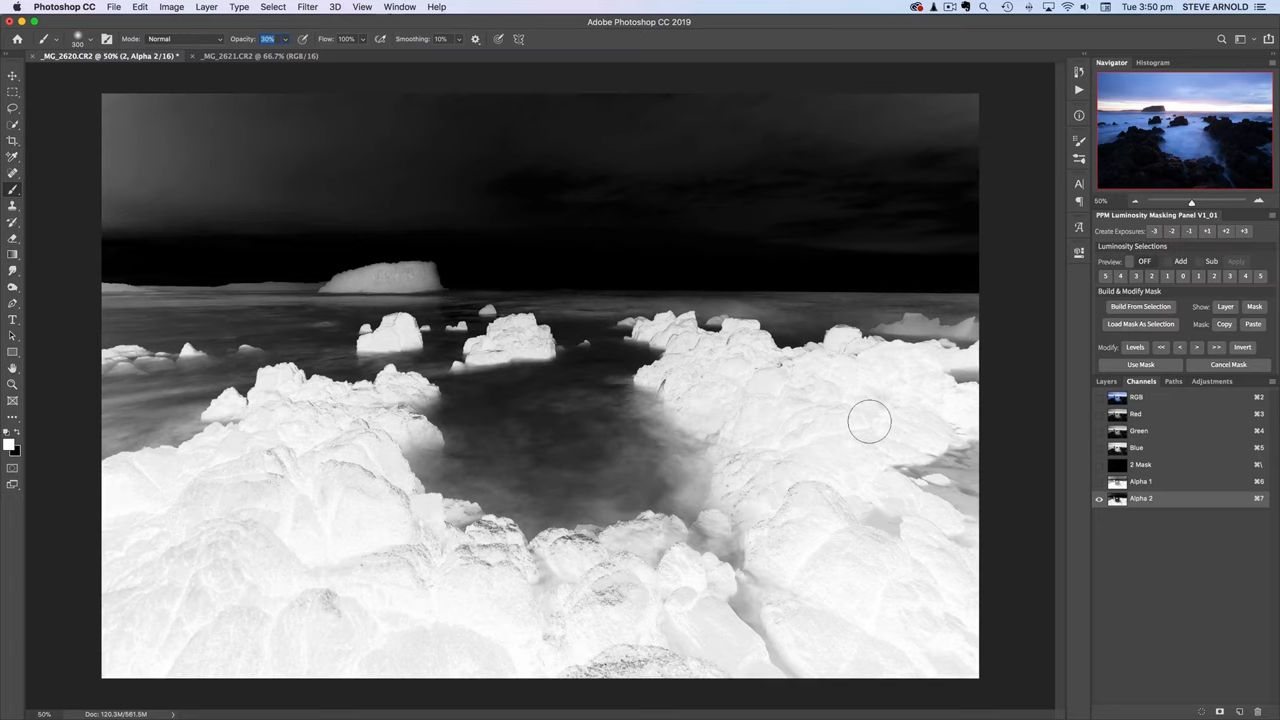 Photoshop CC File Edit Image Layer Type Select Filter 3D View Window Help Tue 3:50 pm STEVE ARNOLD
Adobe Photoshop CC 2019
300 Mode: Normal Opacity: 30% Flow: 100% Smoothing: 10%
_MG_2620.CR2 @ 50% (2, Alpha 2/16) * _MG_2621.CR2 @ 66.7% (RGB/16)
Navigator Histogram
50%
PPM Luminosity Masking Panel V1_01
Create Exposures: -3 -2 -1 +1 +2 +3
Luminosity Selections
Preview: OFF Add Sub Apply
5 4 3 2 1 0 1 2 3 4 5
Build & Modify Mask
Build From Selection Show: Layer Mask
Load Mask As Selection Mask: Copy Paste
Modify: Levels << < > >> Invert
Use Mask Cancel Mask
Layers Channels Paths Adjustments
RGB ⌘2
Red ⌘3
Green ⌘4
Blue ⌘5
2 Mask ⌘\
Alpha 1 ⌘6
Alpha 2 ⌘7
50% Doc: 120.3M/561.5M